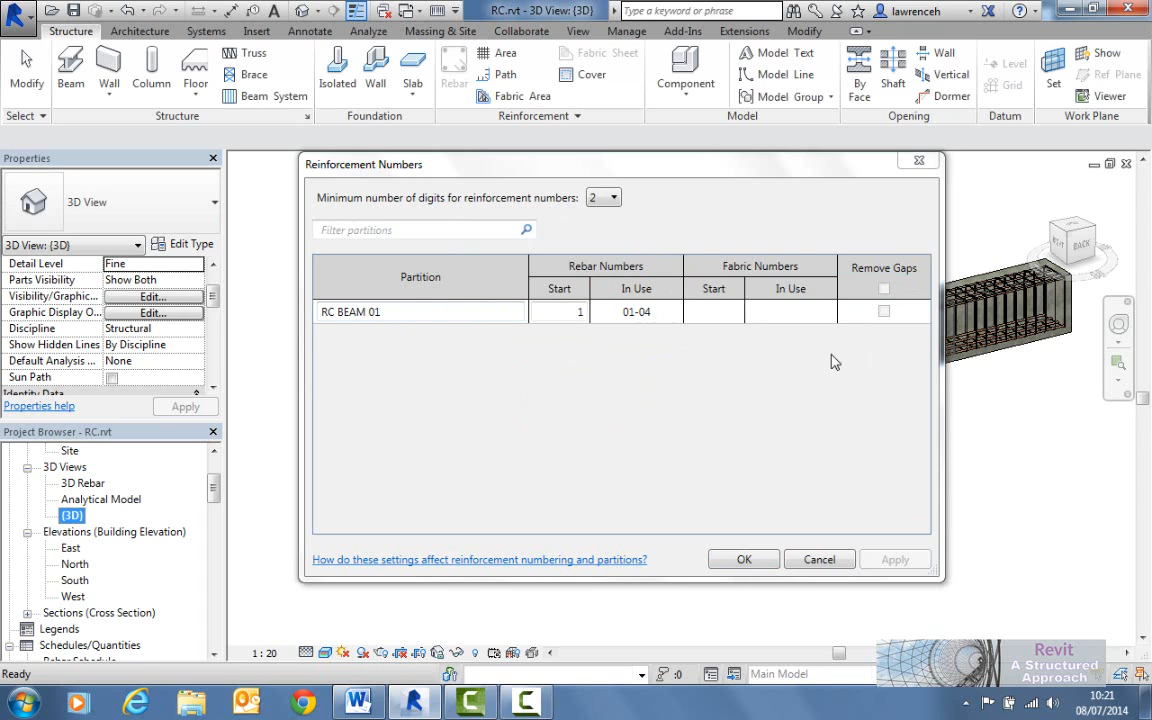 RC.rvt - 3D View: {3D}
Type a keyword or phrase
lawrenceh
Structure Architecture Systems Insert Annotate Analyze Massing & Site Collaborate View Manage Add-Ins Extensions Modify
Modify
Beam
Wall
Column
Floor
Truss
Brace
Beam System
Isolated
Wall
Slab
Rebar
Area
Path
Fabric Area
Fabric Sheet
Cover
Component
Model Text
Model Line
Model Group
By
Face
Shaft
Wall
Vertical
Dormer
Level
Grid
Set
Show
Ref Plane
Viewer
Select
Structure
Foundation
Reinforcement
Model
Opening
Datum
Work Plane
Properties
3D View
3D View: {3D}
Edit Type
Detail Level Fine
Parts Visibility Show Both
Visibility/Graphic... Edit...
Graphic Display O... Edit...
Discipline Structural
Show Hidden Lines By Discipline
Default Analysis ... None
Sun Path
Identity Data
Properties help
Apply
Project Browser - RC.rvt
Site
3D Views
3D Rebar
Analytical Model
{3D}
Elevations (Building Elevation)
East
North
South
West
Sections (Cross Section)
Legends
Schedules/Quantities
Rebar Schedule
Reinforcement Numbers
Minimum number of digits for reinforcement numbers: 2
Filter partitions
Partition
Rebar Numbers
Fabric Numbers
Remove Gaps
Start
In Use
Start
In Use
RC BEAM 01 1 01-04
How do these settings affect reinforcement numbering and partitions?
OK
Cancel
Apply
BACK
1 : 20
Ready
:0
Main Model
Revit
A Structured
Approach
10:21
08/07/2014